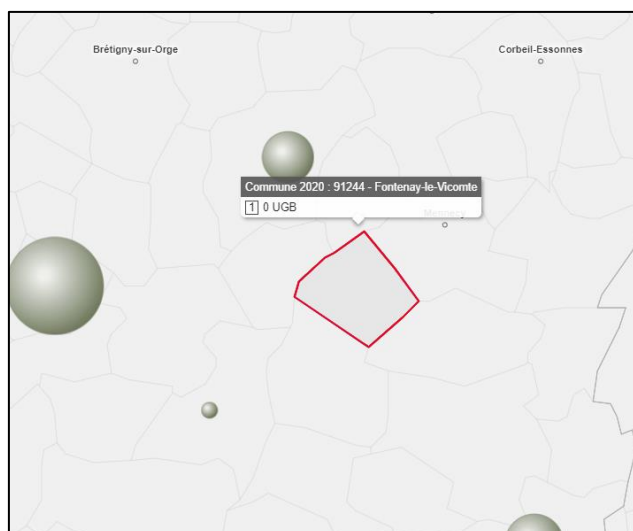 Brétigny-sur-Orge
Corbeil-Essonnes
Commune 2020 : 91244 - Fontenay-le-Vicomte
1 0 UGB